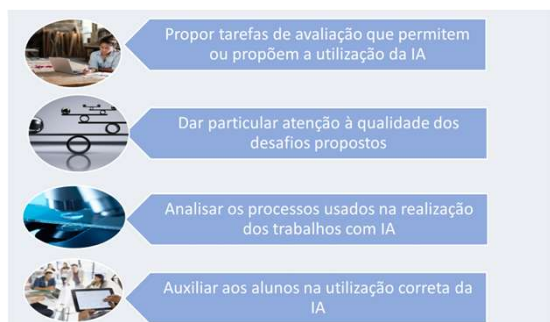 Propor tarefas de avaliação que permitem
ou propõem a utilização da IA
Dar particular atenção à qualidade dos
desafios propostos
Analisar os processos usados na realização
dos trabalhos com IA
Auxiliar aos alunos na utilização correta da
IA